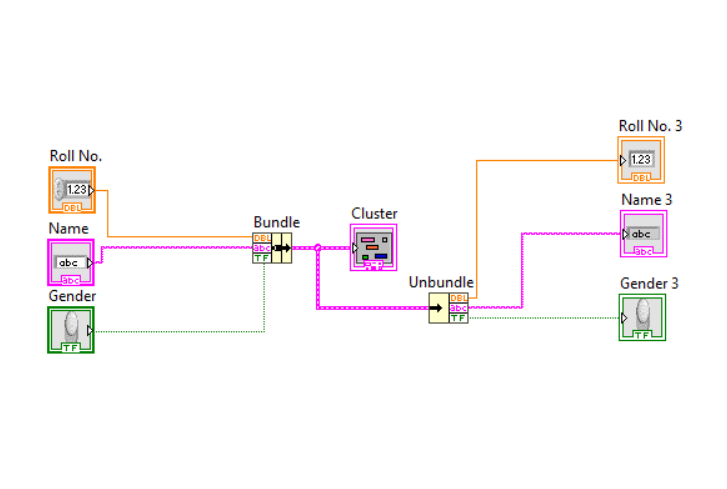 Roll No.
1.23
DBL
Name
abc
abc
Gender
TF
Bundle
DBL
abc
TF
Cluster
Unbundle
DBL
abc
TF
Roll No. 3
1.23
DBL
Name 3
abc
abc
Gender 3
TF